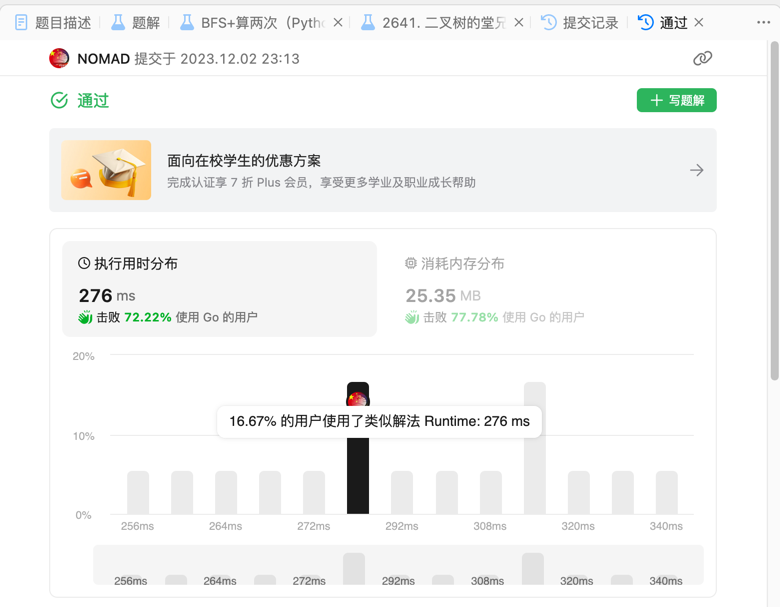 题目描述 题解 BFS+算两次（Pyth 2641. 二叉树的堂兄 提交记录 通过
NOMAD 提交于 2023.12.02 23:13
通过
写题解
面向在校学生的优惠方案
完成认证享 7 折 Plus 会员，享受更多学业及职业成长帮助
执行用时分布
276 ms
击败 72.22% 使用 Go 的用户
消耗内存分布
25.35 MB
击败 77.78% 使用 Go 的用户
20%
16.67% 的用户使用了类似解法 Runtime: 276 ms
10%
0%
256ms 264ms 272ms 292ms 308ms 320ms 340ms
256ms 264ms 272ms 292ms 308ms 320ms 340ms